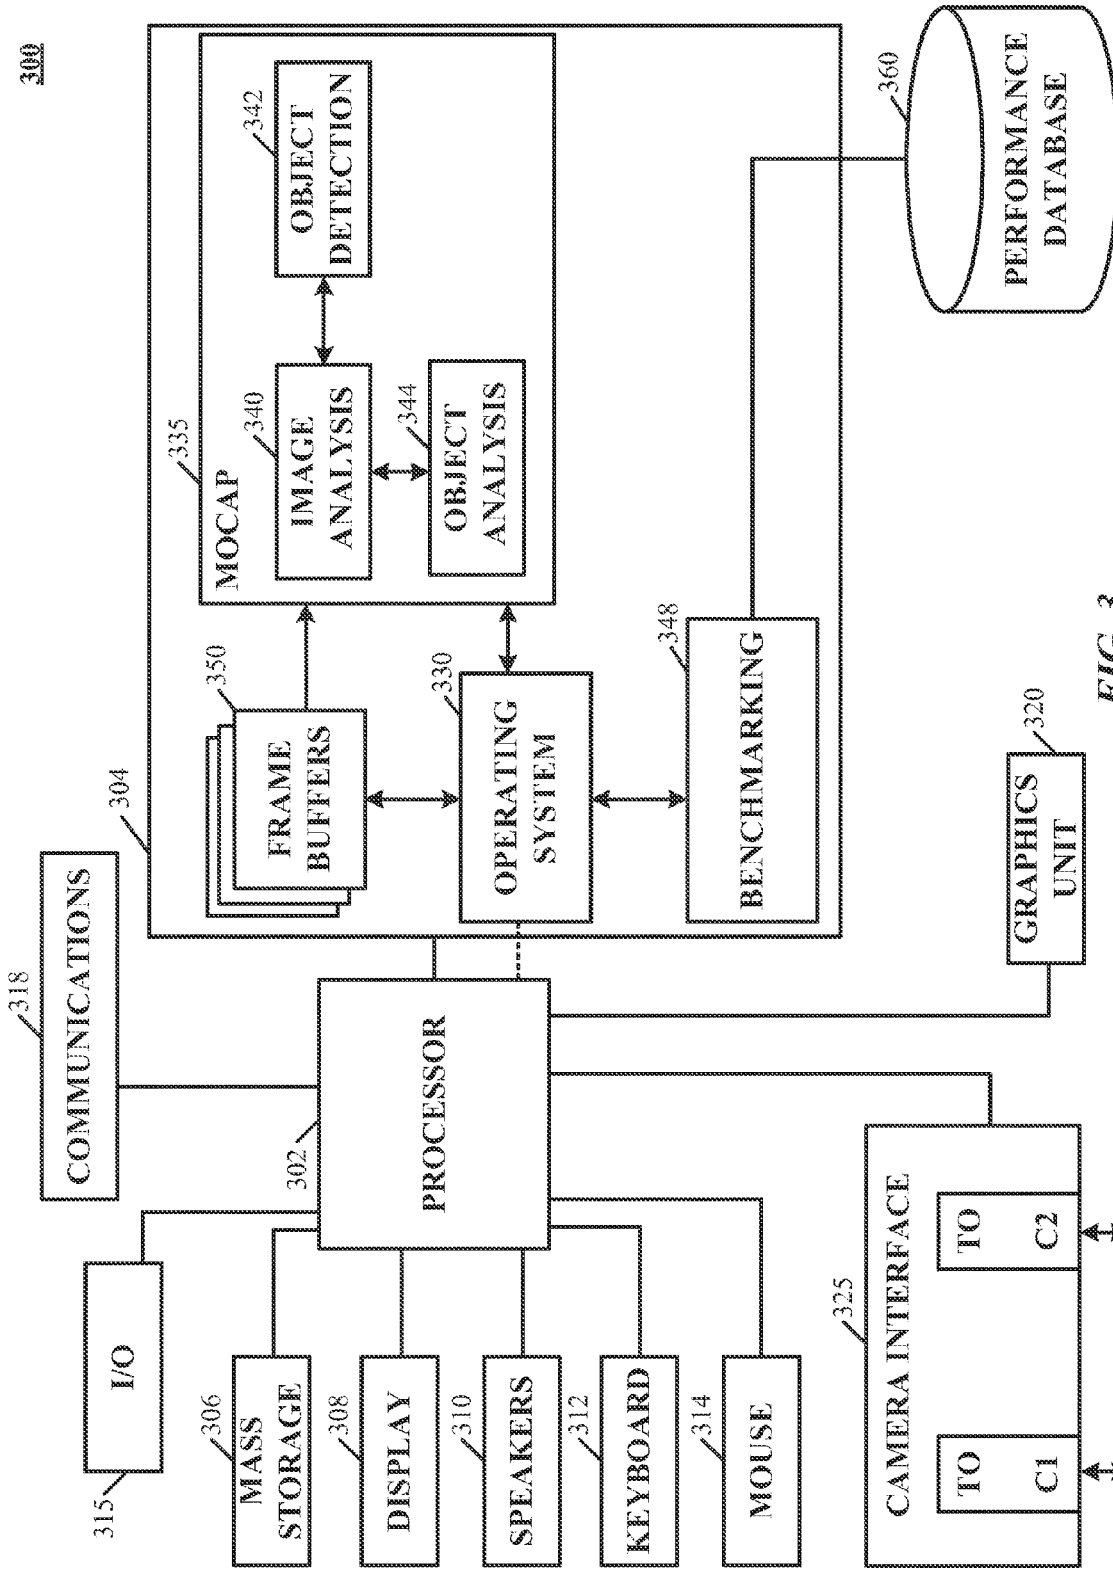 300
318
COMMUNICATIONS
304
335
MOCAP
340
IMAGE
ANALYSIS
342
OBJECT
DETECTION
344
OBJECT
ANALYSIS
350
FRAME
BUFFERS
330
OPERATING
SYSTEM
348
BENCHMARKING
360
PERFORMANCE
DATABASE
I/O
315
302
PROCESSOR
306
MASS
STORAGE
308
DISPLAY
310
SPEAKERS
312
KEYBOARD
314
MOUSE
320
GRAPHICS
UNIT
325
CAMERA INTERFACE
TO
C1
TO
C2
FIG. 3